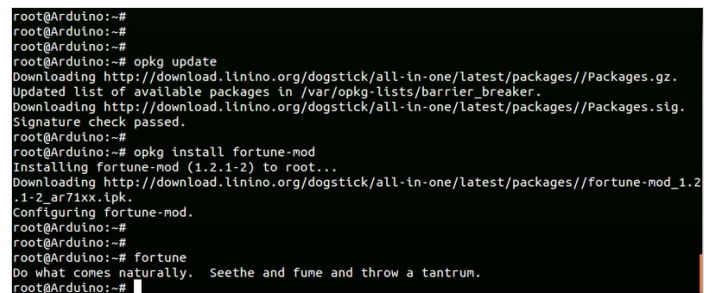 root@Arduino:~#
root@Arduino:~#
root@Arduino:~#
root@Arduino:~# opkg update
Downloading http://download.linino.org/dogstick/all-in-one/latest/packages//Packages.gz.
Updated list of available packages in /var/opkg-lists/barrier_breaker.
Downloading http://download.linino.org/dogstick/all-in-one/latest/packages//Packages.sig.
Signature check passed.
root@Arduino:~#
root@Arduino:~# opkg install fortune-mod
Installing fortune-mod (1.2.1-2) to root...
Downloading http://download.linino.org/dogstick/all-in-one/latest/packages//fortune-mod_1.2
.1-2_ar71xx.ipk.
Configuring fortune-mod.
root@Arduino:~#
root@Arduino:~#
root@Arduino:~# fortune
Do what comes naturally.  Seethe and fume and throw a tantrum.
root@Arduino:~#